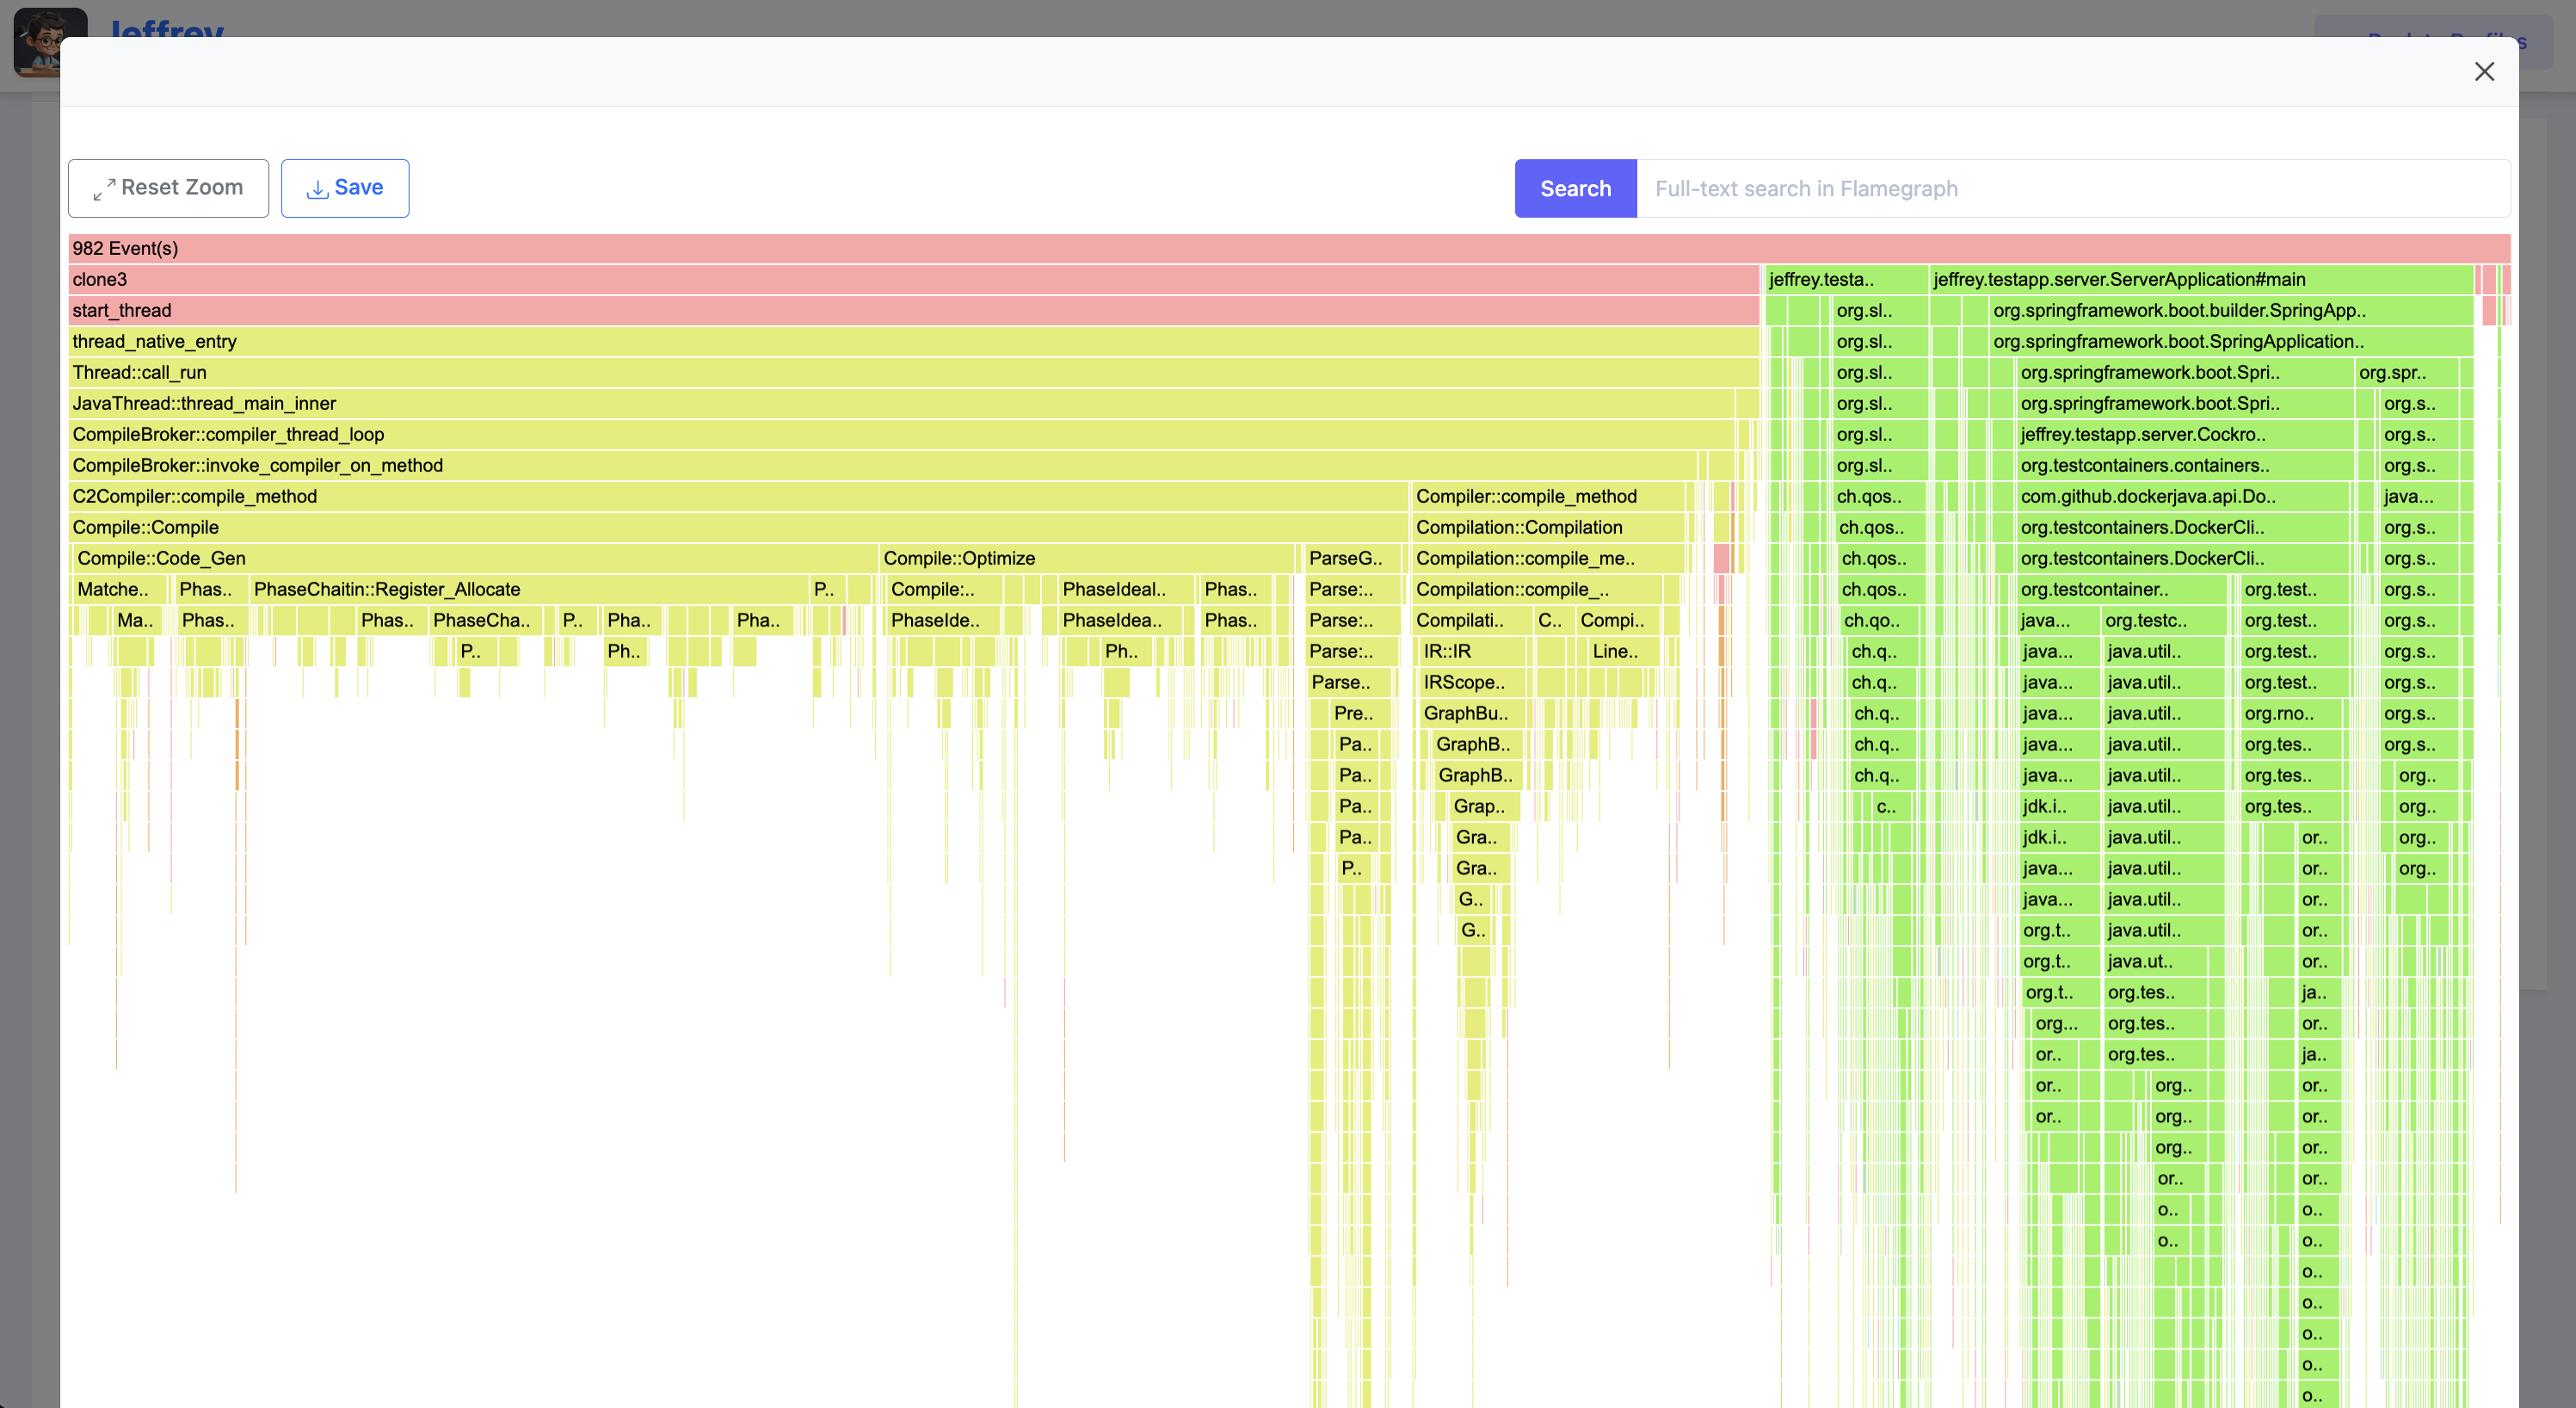 Jeffrey
Reset Zoom Save Search Full-text search in Flamegraph
982 Event(s)
clone3 jeffrey.testa.. jeffrey.testapp.server.ServerApplication#main
start_thread org.sl.. org.springframework.boot.builder.SpringApp..
thread_native_entry org.sl.. org.springframework.boot.SpringApplication..
Thread::call_run org.sl.. org.springframework.boot.Spri.. org.spr..
JavaThread::thread_main_inner org.sl.. org.springframework.boot.Spri.. org.s..
CompileBroker::compiler_thread_loop org.sl.. jeffrey.testapp.server.Cockro.. org.s..
CompileBroker::invoke_compiler_on_method org.sl.. org.testcontainers.containers.. org.s..
C2Compiler::compile_method Compiler::compile_method ch.qos.. com.github.dockerjava.api.Do.. java...
Compile::Compile Compilation::Compilation ch.qos.. org.testcontainers.DockerCli.. org.s..
Compile::Code_Gen Compile::Optimize ParseG.. Compilation::compile_me.. ch.qos.. org.testcontainers.DockerCli.. org.s..
Matche.. Phas.. PhaseChaitin::Register_Allocate P.. Compile:.. PhaseIdeal.. Phas.. Parse:.. Compilation::compile_.. ch.qos.. org.testcontainer.. org.test.. org.s..
Ma.. Phas.. Phas.. PhaseCha.. P.. Pha.. Pha.. PhaseIde.. PhaseIdea.. Phas.. Parse:.. Compilati.. C.. Compi.. ch.qo.. java... org.testc.. org.test.. org.s..
P.. Ph.. Ph.. Parse:.. IR::IR Line.. ch.q.. java... java.util.. org.test.. org.s..
Parse.. IRScope.. ch.q.. java... java.util.. org.test.. org.s..
Pre.. GraphBu.. ch.q.. java... java.util.. org.rno.. org.s..
Pa.. GraphB.. ch.q.. java... java.util.. org.tes.. org.s..
Pa.. GraphB.. ch.q.. java... java.util.. org.tes.. org..
Pa.. Grap.. c.. jdk.i.. java.util.. org.tes.. org..
Pa.. Gra.. jdk.i.. java.util.. or.. org..
P.. Gra.. java... java.util.. or.. org..
G.. java... java.util.. or..
G.. org.t.. java.util.. or..
org.t.. java.ut.. or..
org.t.. org.tes.. ja..
org... org.tes.. or..
or.. org.tes.. ja..
or.. org.. or..
or.. org.. or..
org.. or..
or.. or..
o.. o..
o.. o..
o..
o..
o..
o..
o..